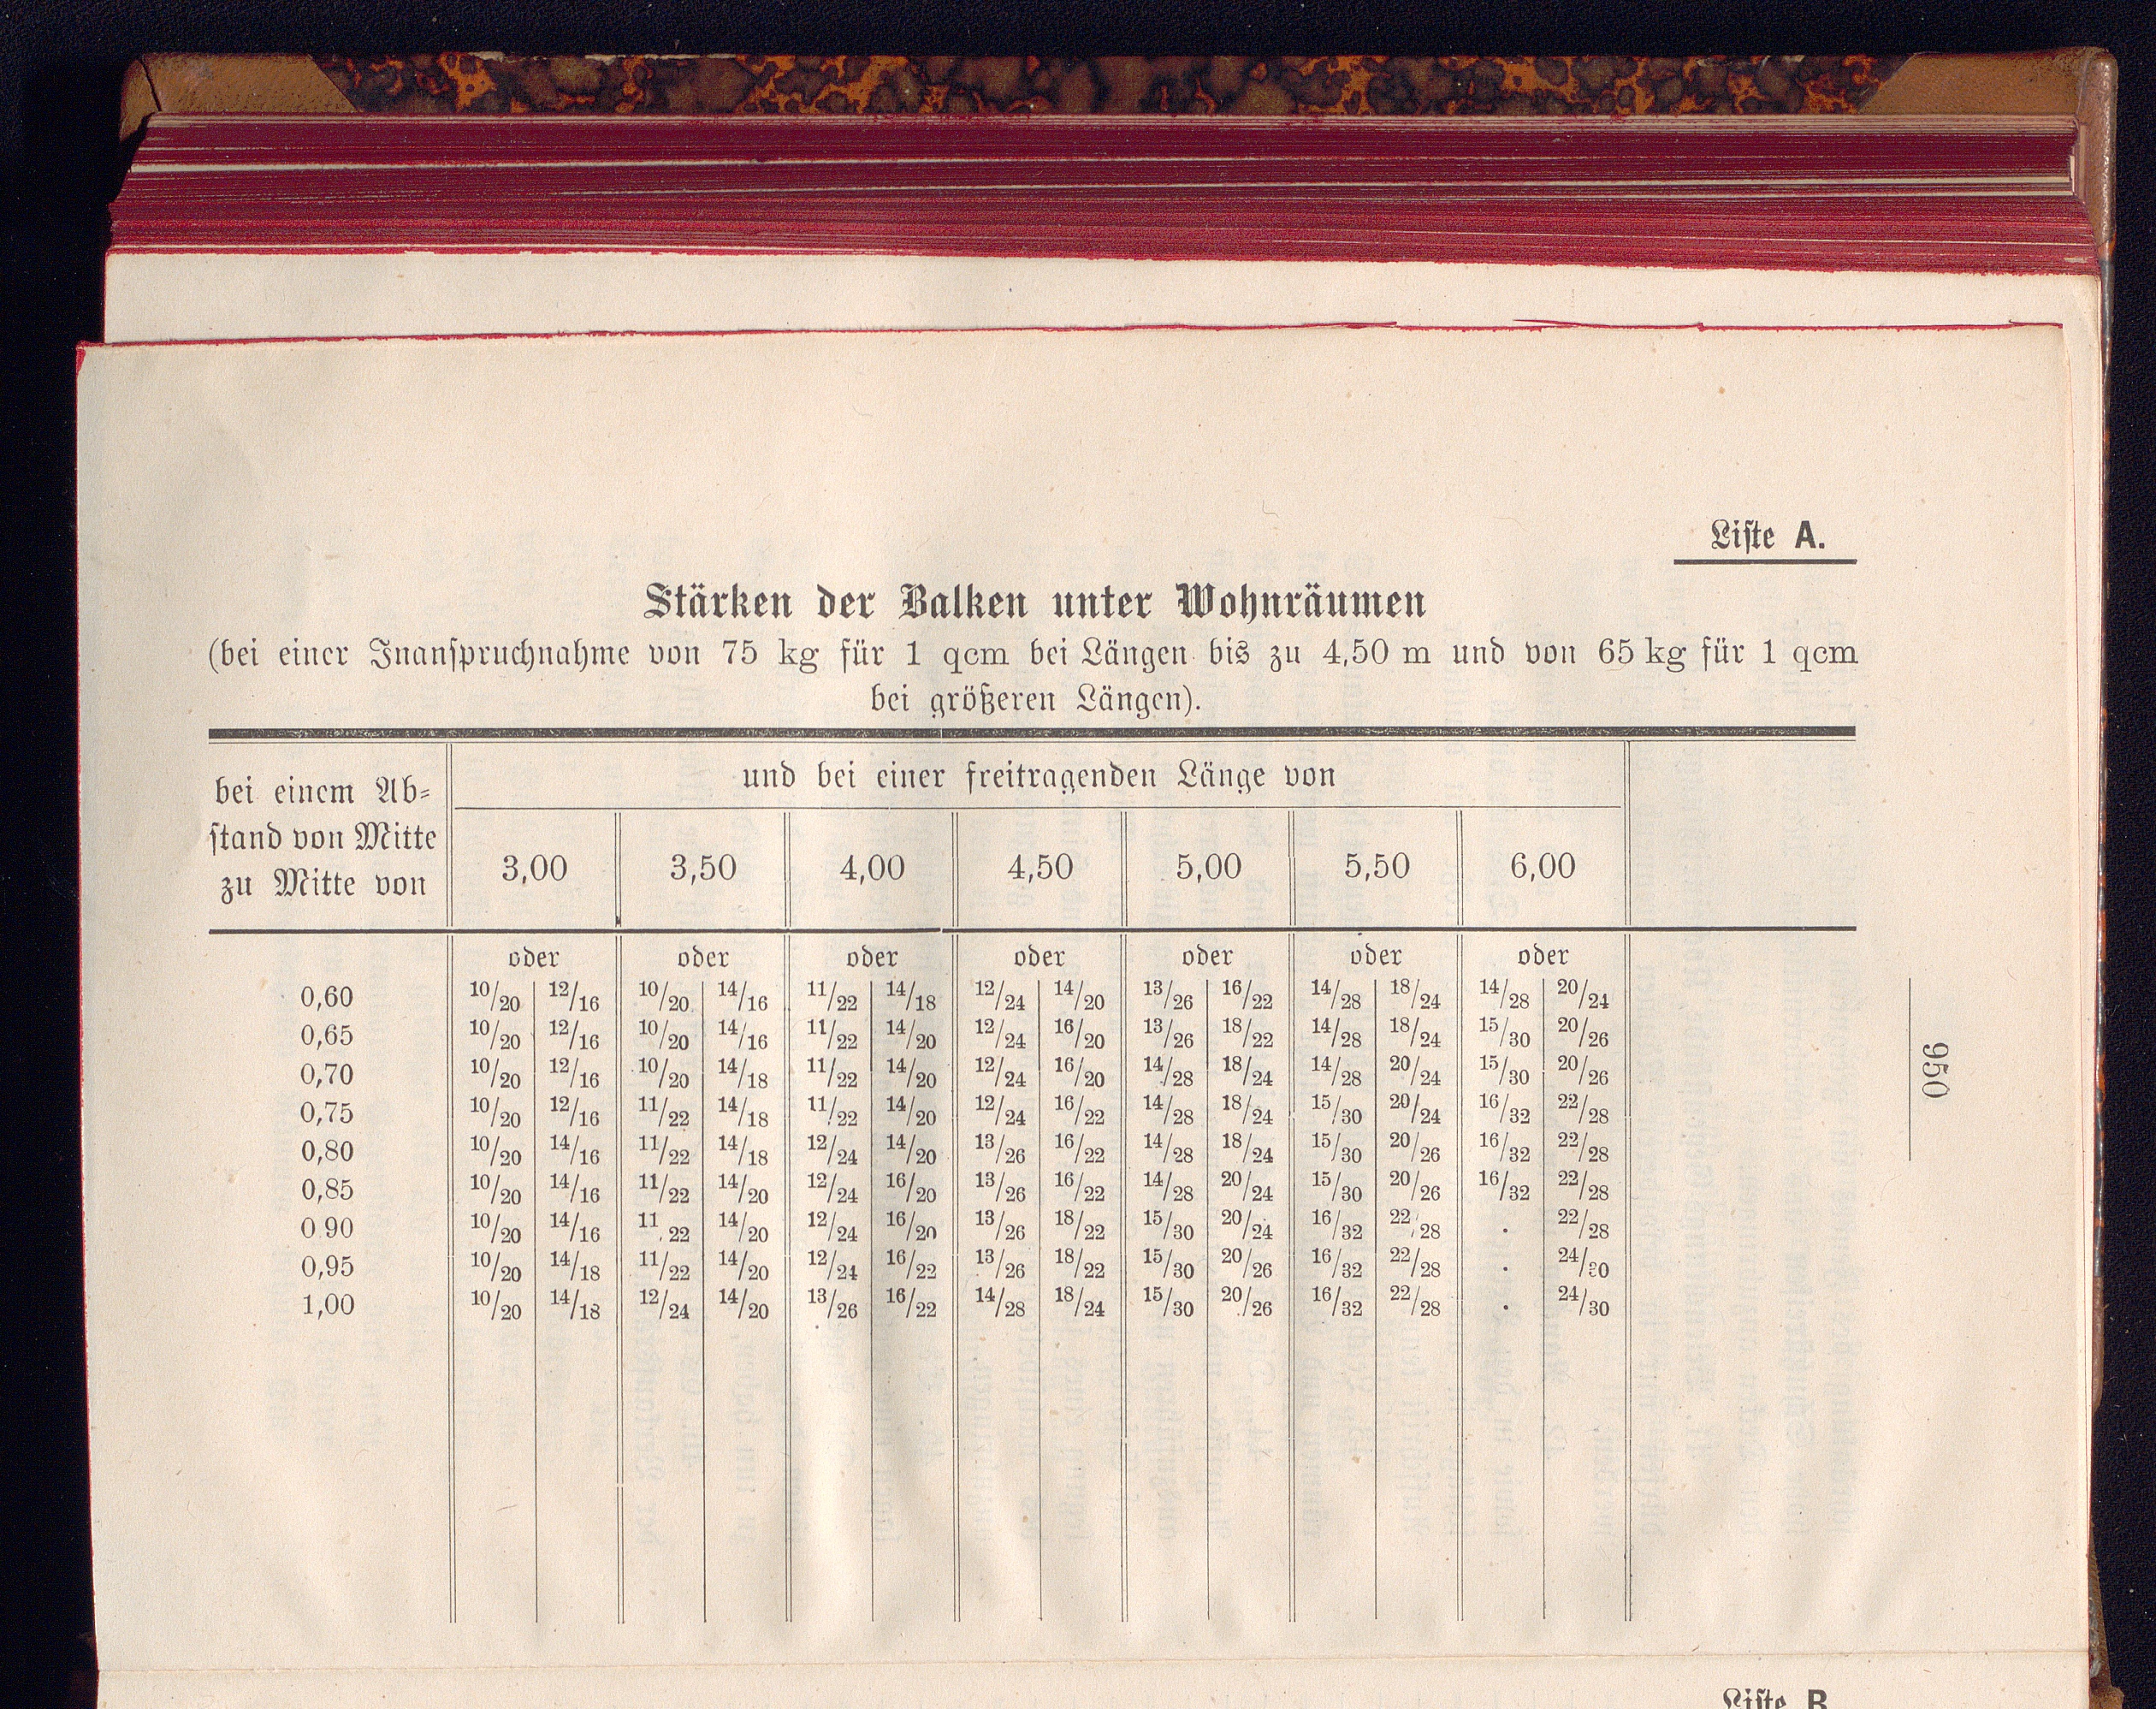 Liste A.
Stärken der Balken unter Wohnräumen
(bei einer Inanspruchnahme von 75 kg für 1 qcm bei Längen bis zu 4,50 m und von 65 kg für 1 qcm
bei größeren Längen).
bei einem Ab-
stand von Mitte
zu Mitte von
und bei einer freitragenden Länge von
3,00 3,50 4,00 4,50 5,00 5,50 6,00
oder oder oder oder oder oder oder
0,60 10/20 12/16 10/20 14/16 11/22 14/18 12/24 14/20 13/26 16/22 14/28 18/24 14/28 20/24
0,65 10/20 12/16 10/20 14/16 11/22 14/20 12/24 16/20 13/26 18/22 14/28 18/24 15/30 20/26
0,70 10/20 12/16 10/20 14/18 11/22 14/20 12/24 16/20 14/28 18/24 14/28 20/24 15/30 20/26
0,75 10/20 12/16 11/22 14/18 11/22 14/20 12/24 16/22 14/28 18/24 15/30 20/24 16/32 22/28
0,80 10/20 14/16 11/22 14/18 12/24 14/20 13/26 16/22 14/28 18/24 15/30 20/26 16/32 22/28
0,85 10/20 14/16 11/22 14/20 12/24 16/20 13/26 16/22 14/28 20/24 15/30 20/26 16/32 22/28
0 90 10/20 14/16 11 22 14/20 12/24 16/20 13/26 18/22 15/30 20/24 16/32 22/28 . 22/28
0,95 10/20 14/18 11/22 14/20 12/24 16/22 13/26 18/22 15/30 20/26 16/32 22/28 . 24/30
1,00 10/20 14/18 12/24 14/20 13/26 16/22 14/28 18/24 15/30 20/26 16/32 22/28 . 24/30
950
Liste B